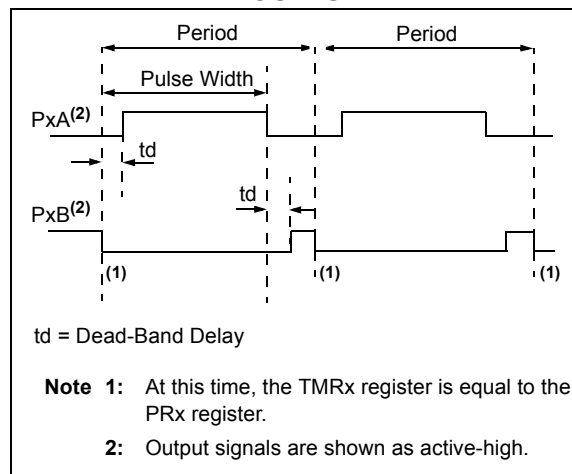 Period Period
Pulse Width
PxA(2)
td
td
PxB(2)
(1) (1) (1)
td = Dead-Band Delay
Note 1: At this time, the TMRx register is equal to the
PRx register.
2: Output signals are shown as active-high.